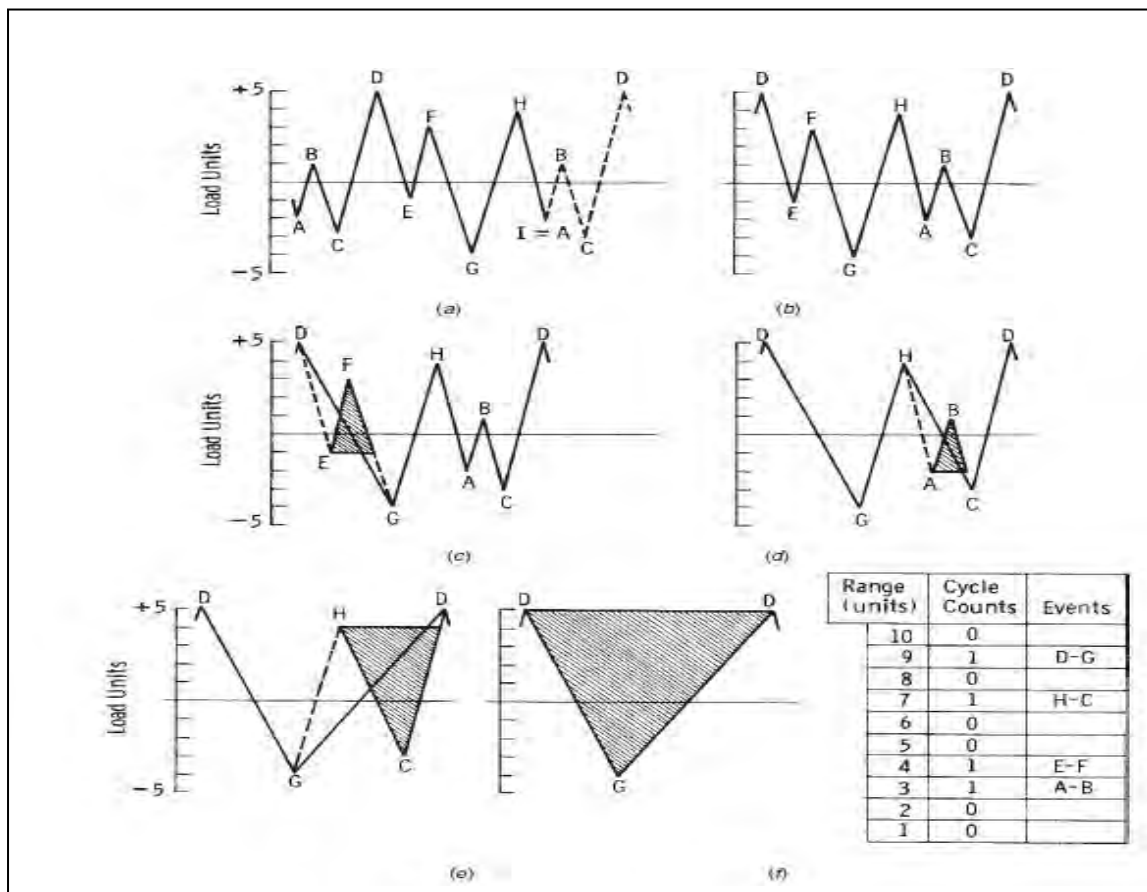 D
D
D
+5
H
H
F
F
B
B
B
Load Units
A
E
I = A
E
A
C
C
C
G
G
−5
(a)
(b)
D
D
D
D
+5
H
H
F
B
B
Load Units
E
A
A
C
C
G
G
−5
(c)
(d)
D
D
D
D
+5
H
Load Units
C
G
G
−5
(e)
(f)
Range (units) Cycle Counts Events
10 0
9 1 D-G
8 0
7 1 H-C
6 0
5 0
4 1 E-F
3 1 A-B
2 0
1 0